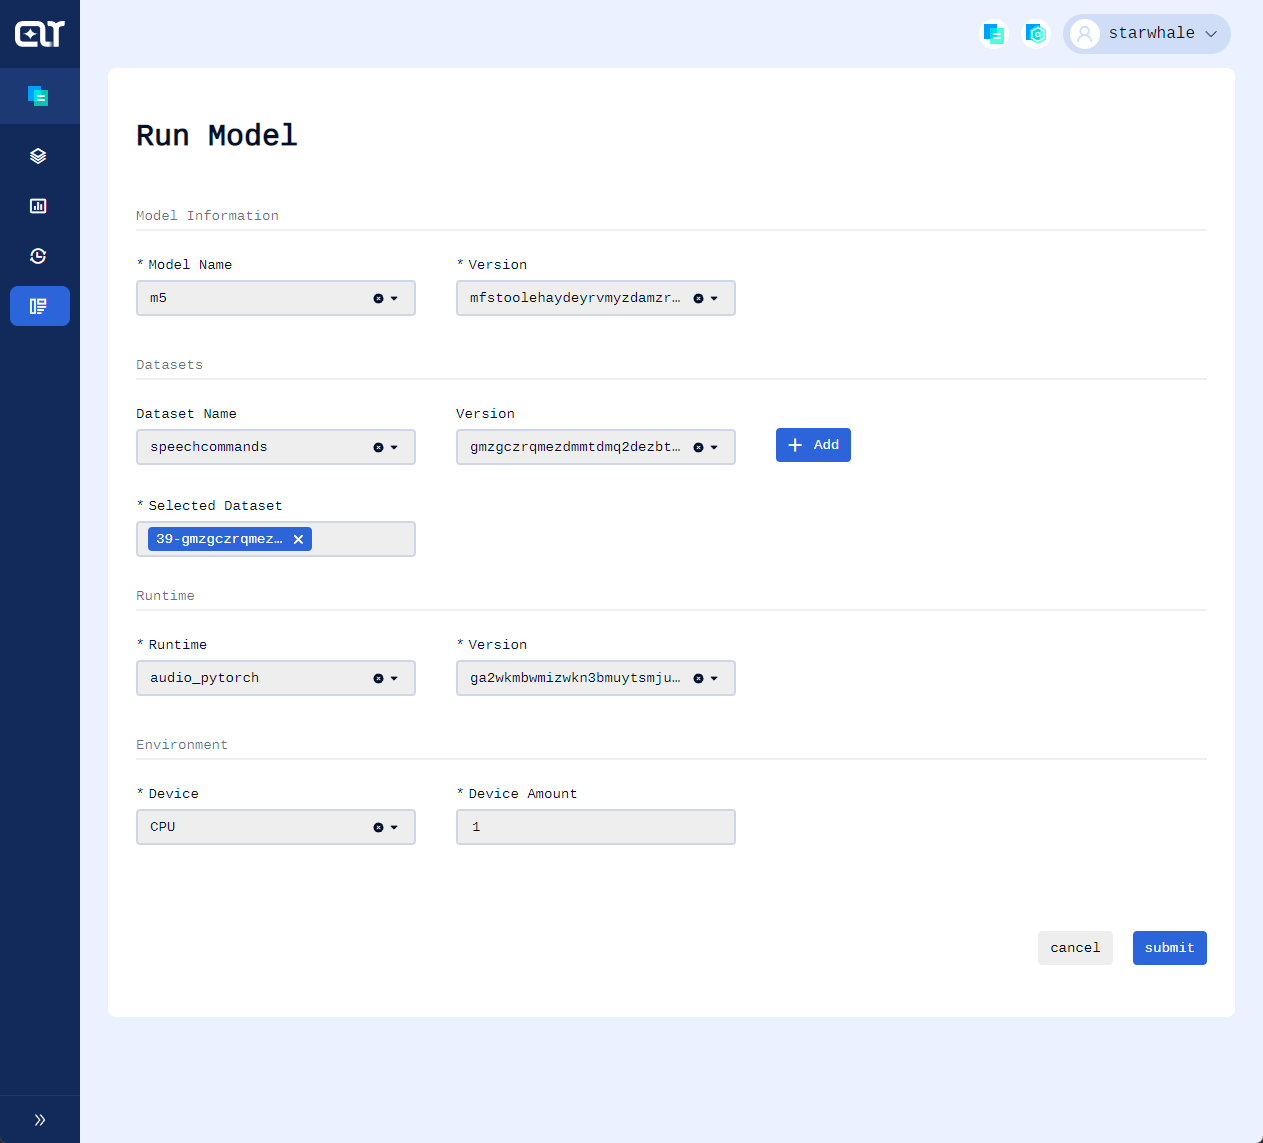 starwhale
Run Model
Model Information
* Model Name
* Version
m5
mfstoolehaydeyrvmyzdamzr...
Datasets
Dataset Name
Version
speechcommands
gmzgczrqmezdmmtdmq2dezbt...
+ Add
* Selected Dataset
39-gmzgczrqmez...
Runtime
* Runtime
* Version
audio_pytorch
ga2wkmbwmizwkn3bmuytsmju...
Environment
* Device
* Device Amount
CPU
1
cancel
submit